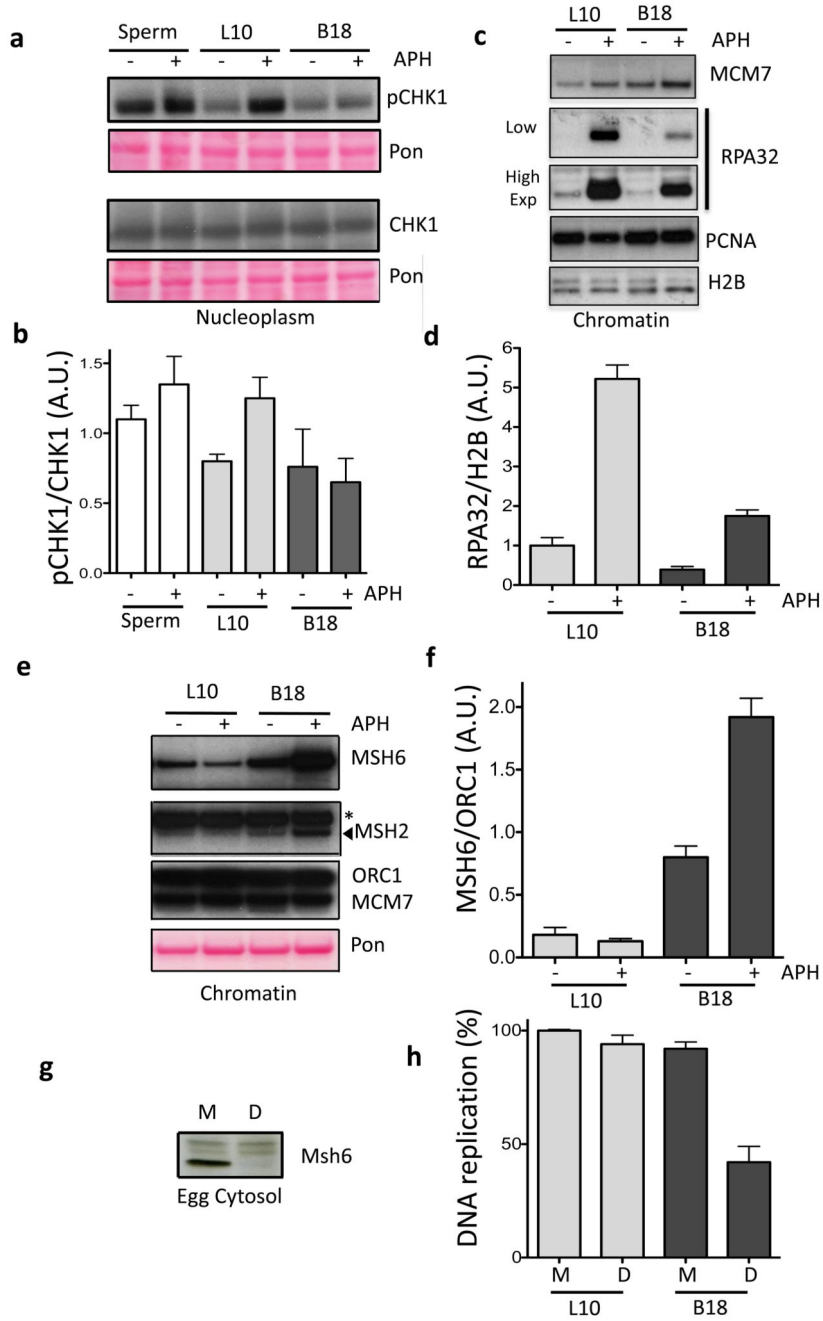 a
Sperm L10 B18
- + - + - + APH
pCHK1
Pon
CHK1
Pon
Nucleoplasm
c
L10 B18
- + - + APH
MCM7
Low
RPA32
High
Exp
PCNA
H2B
Chromatin
b
pCHK1/CHK1 (A.U.)
1.5
1.0
0.5
0.0
- + - + - + APH
Sperm L10 B18
d
RPA32/H2B (A.U.)
6
5
4
3
2
1
0
- + - + APH
L10 B18
e
L10 B18
- + - + APH
MSH6
*
MSH2
ORC1
MCM7
Pon
Chromatin
f
MSH6/ORC1 (A.U.)
2.0
1.5
1.0
0.5
0.0
- + - + APH
L10 B18
g
M D
Msh6
Egg Cytosol
h
DNA replication (%)
100
50
0
M D M D
L10 B18